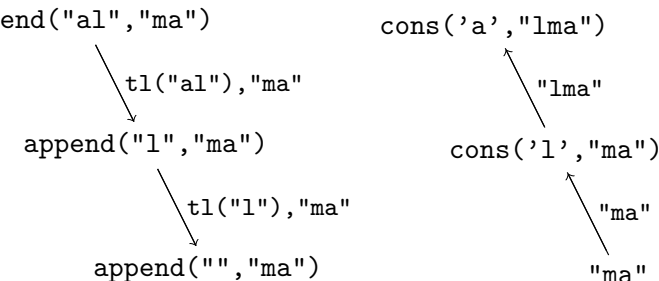 end("al","ma")
cons('a',"lma")
tl("al"),"ma"
"lma"
append("l","ma")
cons('l',"ma")
tl("l"),"ma"
"ma"
append("","ma")
"ma"